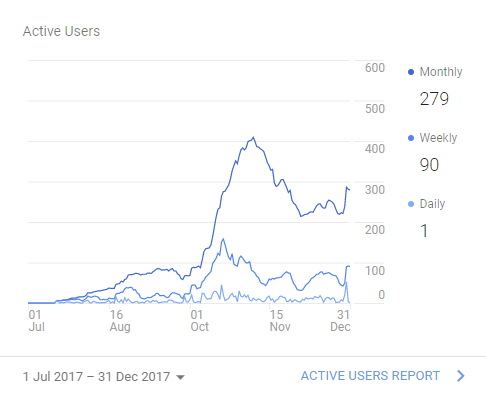 Active Users
600
500
400
300
200
100
0
01 Jul
16 Aug
01 Oct
15 Nov
31 Dec
Monthly
279
Weekly
90
Daily
1
1 Jul 2017 – 31 Dec 2017
ACTIVE USERS REPORT